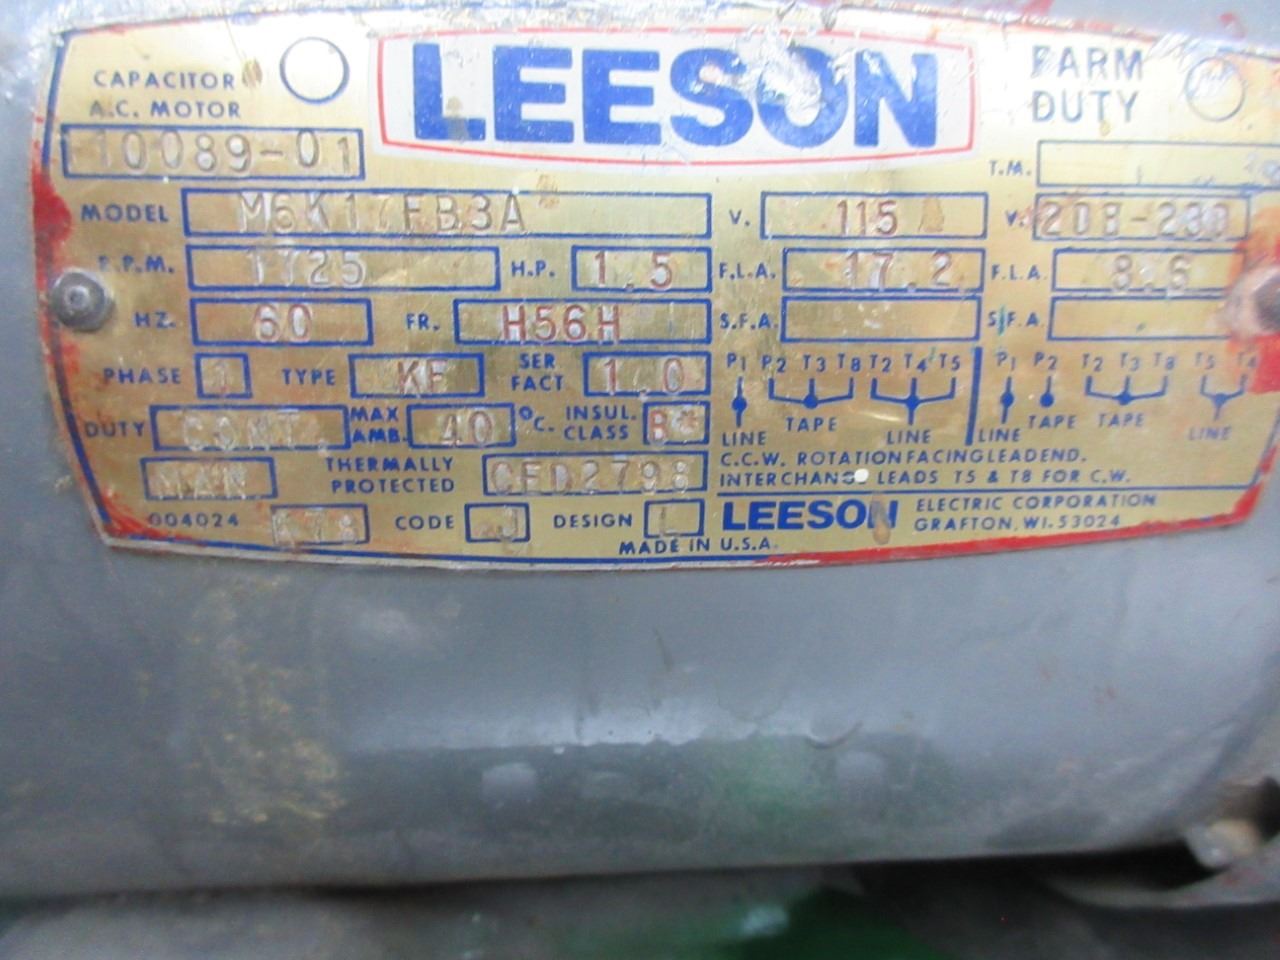 CAPACITOR
A.C. MOTOR
LEESON
FARM
DUTY
10089-01
T.M.
MODEL M6K17FB3A V. 115 V. 208-230
R.P.M. 1725 H.P. 1.5 F.L.A. 17.2 F.L.A. 8.6
HZ. 60 FR. H56H S.F.A. S.F.A.
PHASE 1 TYPE KF SER FACT 1.0
P1 P2 T3 T8 T2 T4 T5 P1 P2 T2 T3 T8 T5 T4
DUTY CONT. MAX AMB. 40 °C. INSUL. CLASS B
LINE TAPE LINE LINE TAPE TAPE LINE
MAN THERMALLY PROTECTED CFD2798
C.C.W. ROTATION FACING LEAD END.
INTERCHANG LEADS T5 & T8 FOR C.W.
004024 CODE J DESIGN L
LEESON ELECTRIC CORPORATION
GRAFTON, WI. 53024
MADE IN U.S.A.